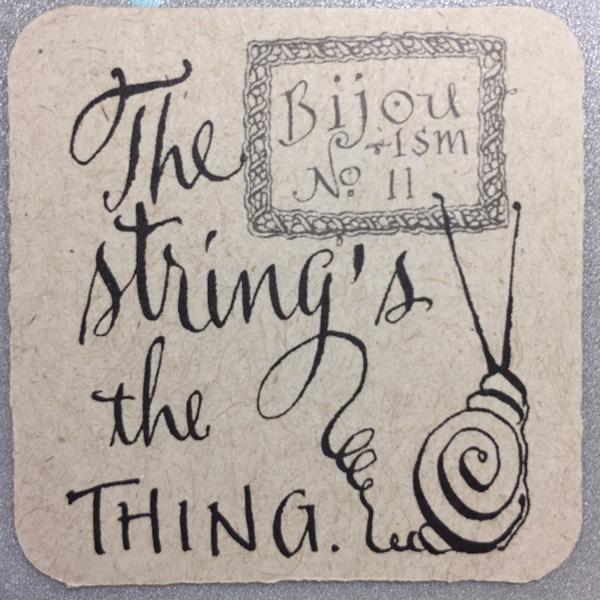 Bijou
-ism
No 11
The
string's
the
THING.